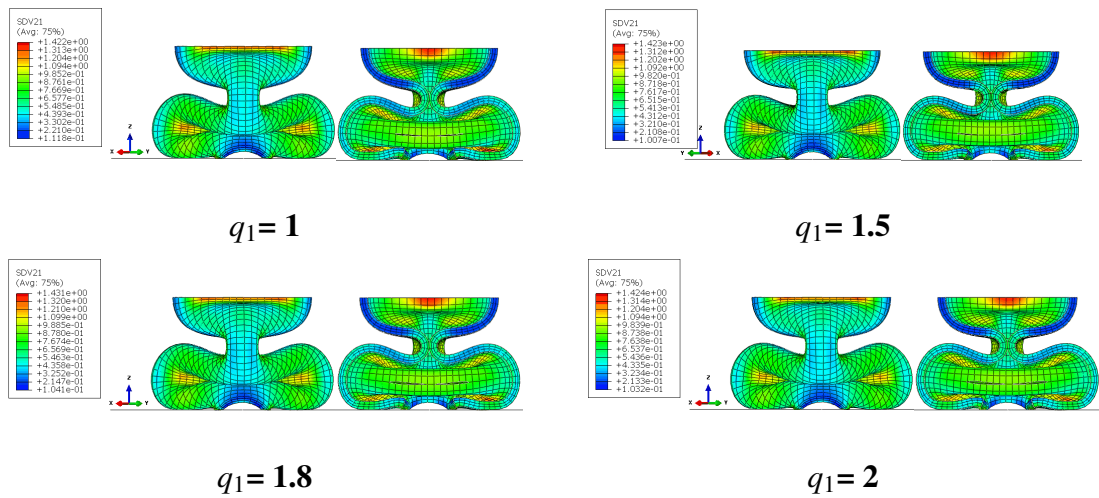 SDV21
(Avg: 75%)
+1.422e+00
+1.313e+00
+1.204e+00
+1.094e+00
+9.852e-01
+8.761e-01
+7.669e-01
+6.577e-01
+5.485e-01
+4.393e-01
+3.302e-01
+2.210e-01
+1.118e-01
Z
X Y
SDV21
(Avg: 75%)
+1.423e+00
+1.312e+00
+1.202e+00
+1.092e+00
+9.820e-01
+8.718e-01
+7.617e-01
+6.515e-01
+5.413e-01
+4.312e-01
+3.210e-01
+2.108e-01
+1.007e-01
Z
Y X
q1= 1
q1= 1.5
SDV21
(Avg: 75%)
+1.431e+00
+1.320e+00
+1.210e+00
+1.099e+00
+9.885e-01
+8.780e-01
+7.674e-01
+6.569e-01
+5.463e-01
+4.358e-01
+3.252e-01
+2.147e-01
+1.041e-01
Z
X Y
SDV21
(Avg: 75%)
+1.424e+00
+1.314e+00
+1.204e+00
+1.094e+00
+9.839e-01
+8.738e-01
+7.638e-01
+6.537e-01
+5.436e-01
+4.335e-01
+3.234e-01
+2.133e-01
+1.032e-01
Z
X Y
q1= 1.8
q1= 2